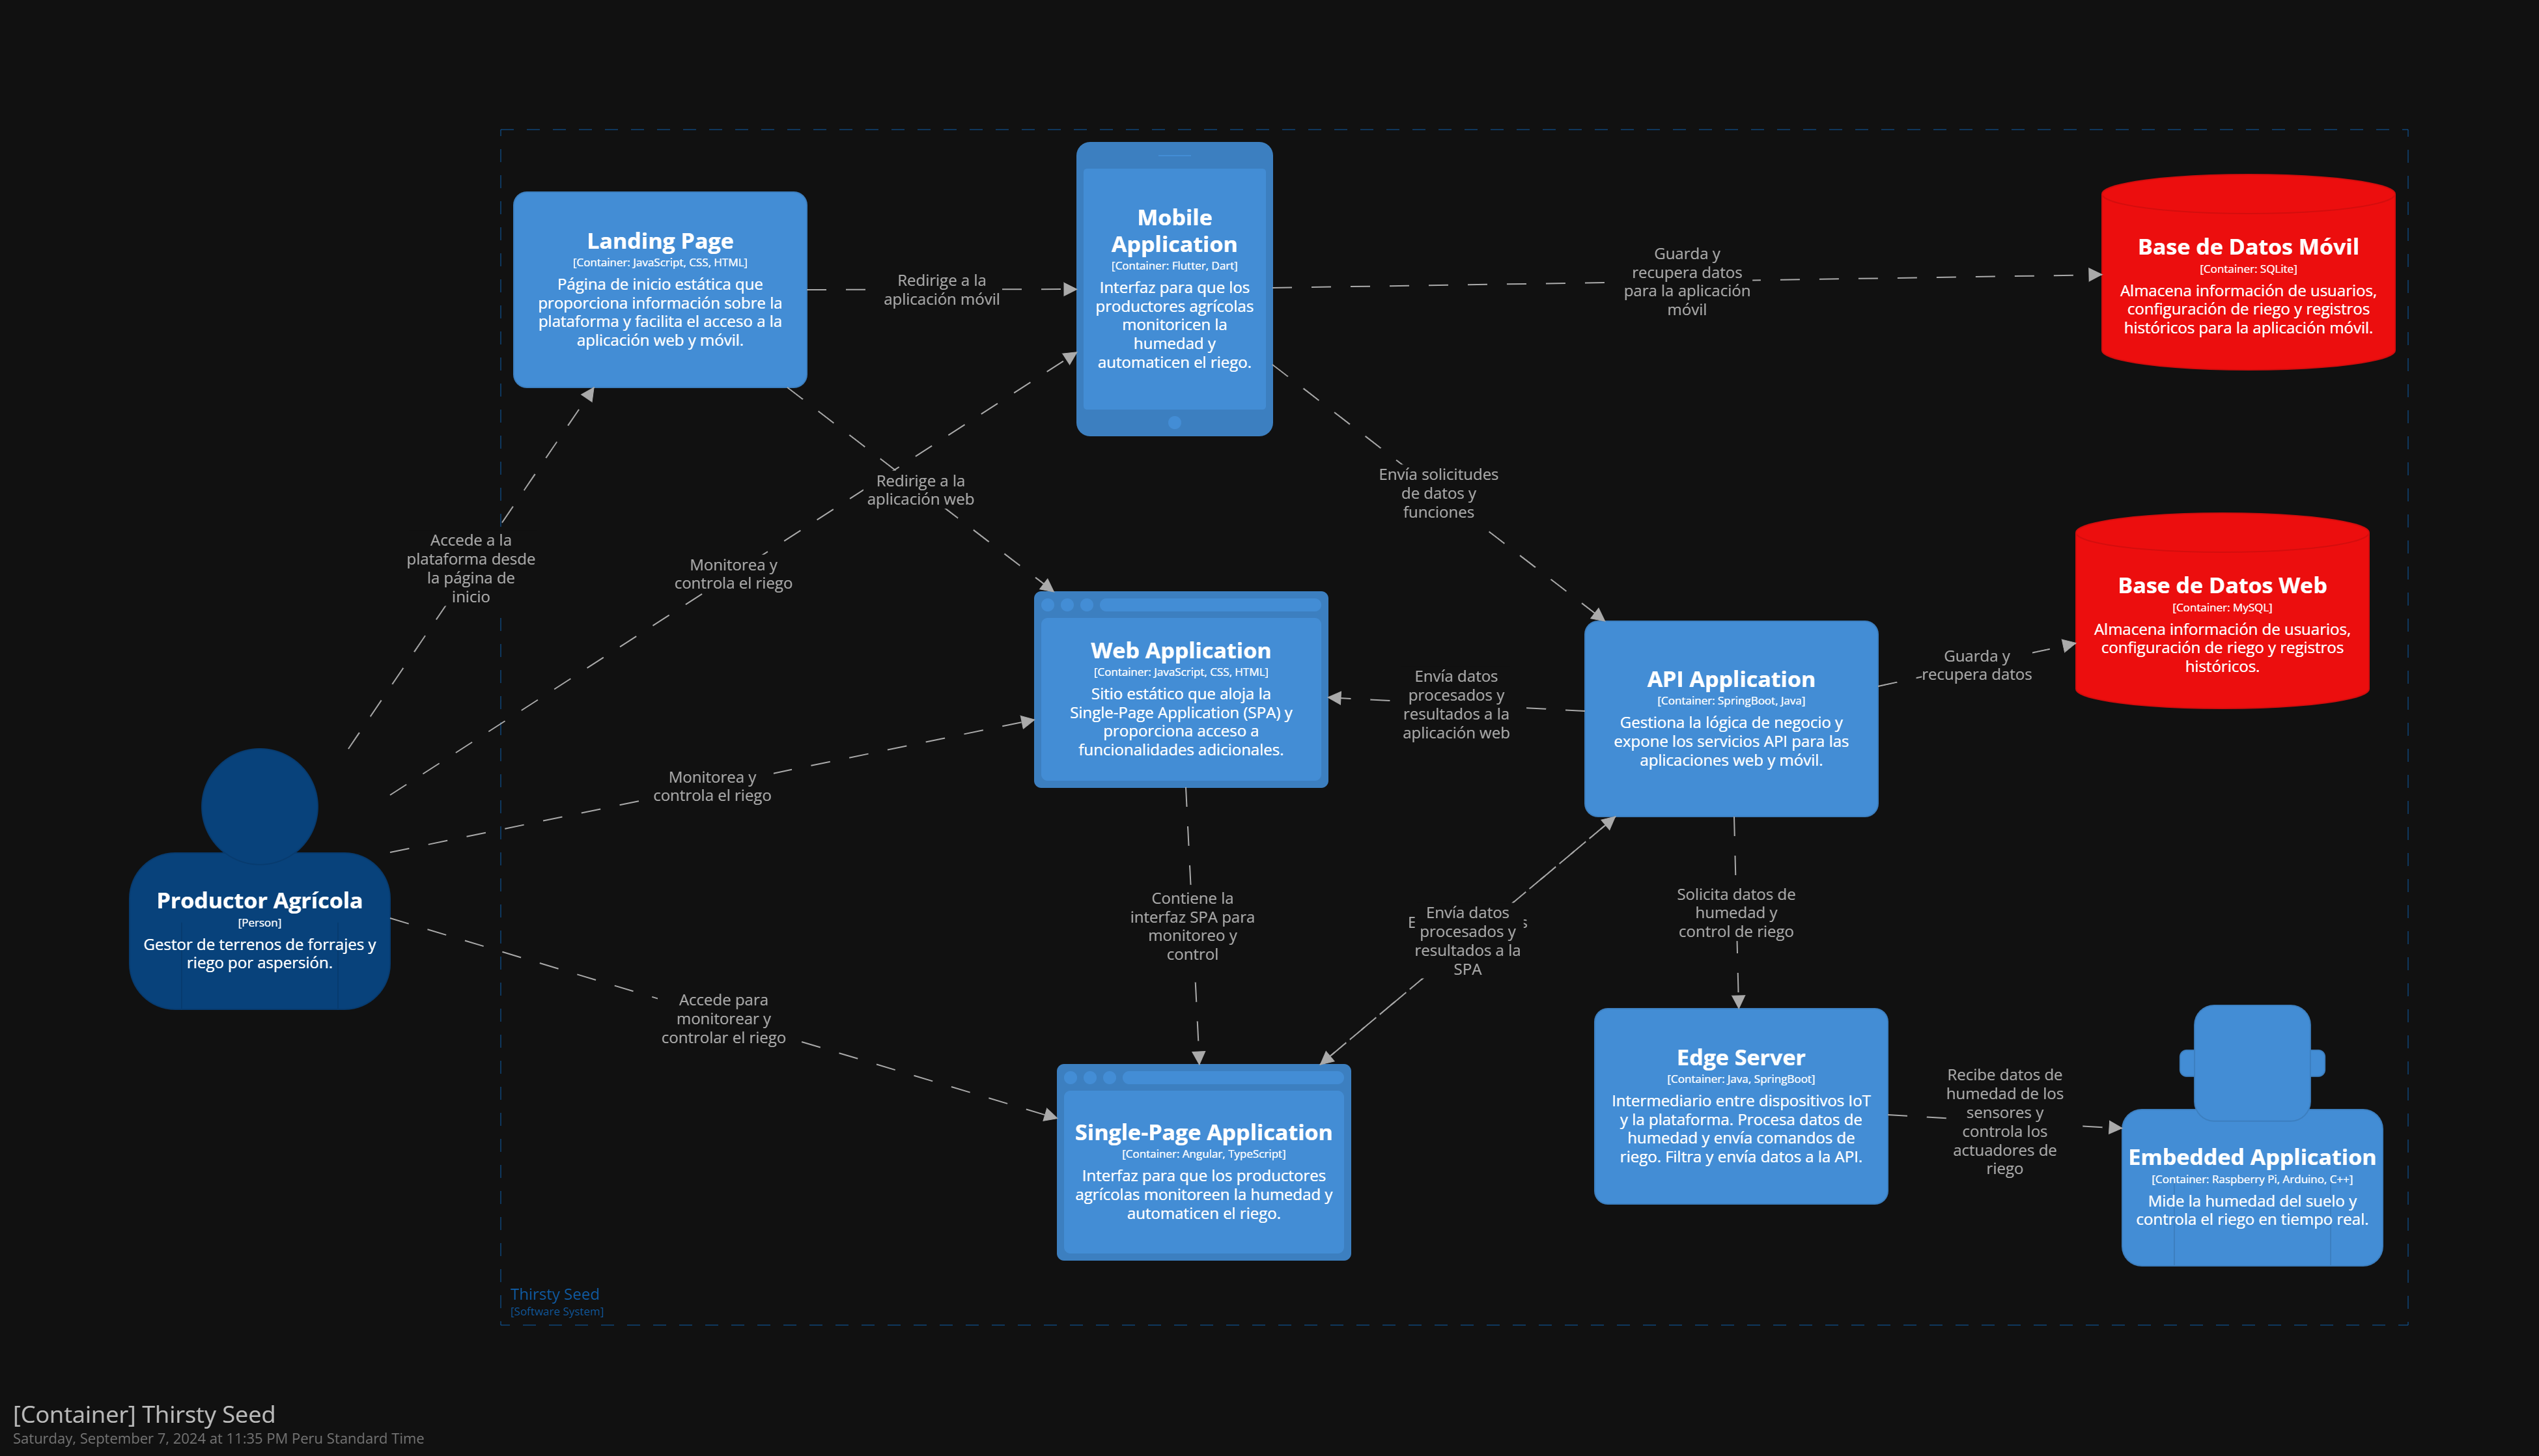 Landing Page
[Container: JavaScript, CSS, HTML]
Página de inicio estática que
proporciona información sobre la
plataforma y facilita el acceso a la
aplicación web y móvil.
Redirige a la
aplicación móvil
Mobile
Application
[Container: Flutter, Dart]
Interfaz para que los
productores agrícolas
monitoricen la
humedad y
automaticen el riego.
Guarda y
recupera datos
para la aplicación
móvil
Base de Datos Móvil
[Container: SQLite]
Almacena información de usuarios,
configuración de riego y registros
históricos para la aplicación móvil.
Redirige a la
aplicación web
Envía solicitudes
de datos y
funciones
Accede a la
plataforma desde
la página de
inicio
Monitorea y
controla el riego
Web Application
[Container: JavaScript, CSS, HTML]
Sitio estático que aloja la
Single-Page Application (SPA) y
proporciona acceso a
funcionalidades adicionales.
Envía datos
procesados y
resultados a la
aplicación web
API Application
[Container: SpringBoot, Java]
Gestiona la lógica de negocio y
expone los servicios API para las
aplicaciones web y móvil.
Guarda y
recupera datos
Base de Datos Web
[Container: MySQL]
Almacena información de usuarios,
configuración de riego y registros
históricos.
Monitorea y
controla el riego
Productor Agrícola
[Person]
Gestor de terrenos de forrajes y
riego por aspersión.
Contiene la
interfaz SPA para
monitoreo y
control
Envía datos
procesados y
resultados a la
SPA
Solicita datos de
humedad y
control de riego
Accede para
monitorear y
controlar el riego
Single-Page Application
[Container: Angular, TypeScript]
Interfaz para que los productores
agrícolas monitoreen la humedad y
automaticen el riego.
Edge Server
[Container: Java, SpringBoot]
Intermediario entre dispositivos IoT
y la plataforma. Procesa datos de
humedad y envía comandos de
riego. Filtra y envía datos a la API.
Recibe datos de
humedad de los
sensores y
controla los
actuadores de
riego
Embedded Application
[Container: Raspberry Pi, Arduino, C++]
Mide la humedad del suelo y
controla el riego en tiempo real.
Thirsty Seed
[Software System]
[Container] Thirsty Seed
Saturday, September 7, 2024 at 11:35 PM Peru Standard Time